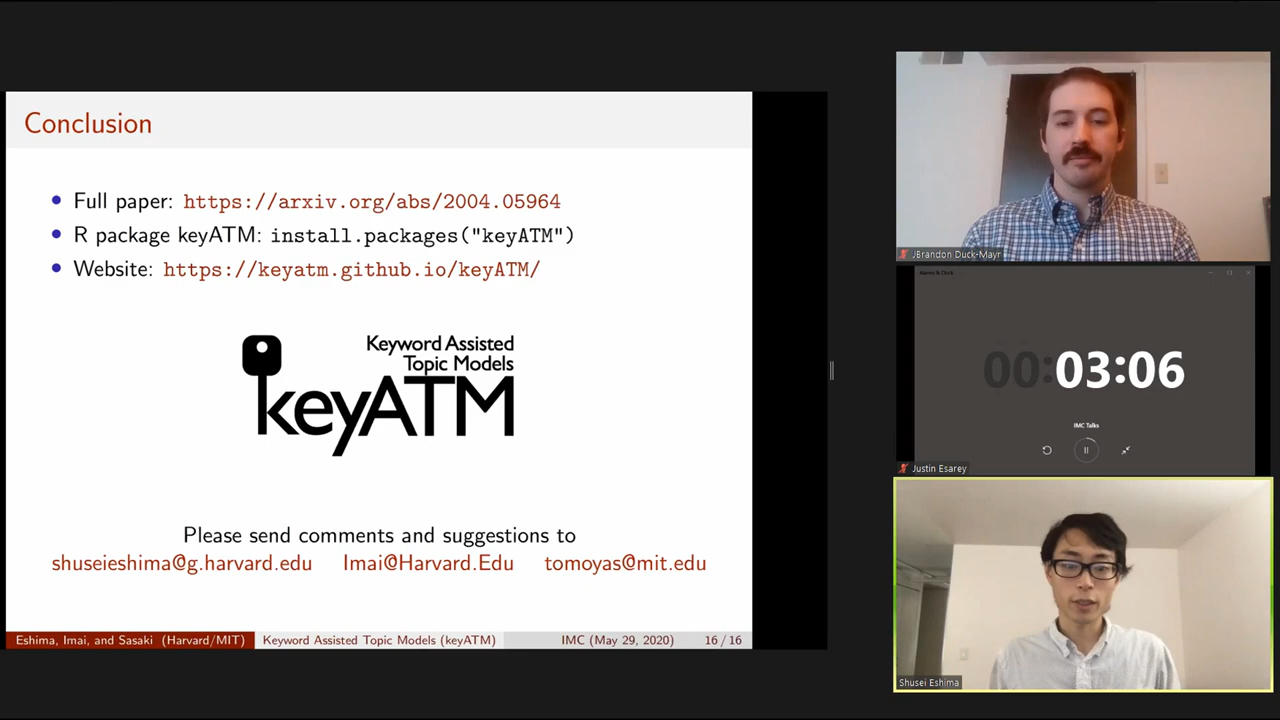 Conclusion
• Full paper: https://arxiv.org/abs/2004.05964
• R package keyATM: install.packages("keyATM")
• Website: https://keyatm.github.io/keyATM/
Keyword Assisted
Topic Models
keyATM
Please send comments and suggestions to
shuseieshima@g.harvard.edu Imai@Harvard.Edu tomoyas@mit.edu
Eshima, Imai, and Sasaki (Harvard/MIT) Keyword Assisted Topic Models (keyATM) IMC (May 29, 2020) 16 / 16
JBrandon Duck-Mayr
Alarms & Clock
00:03:06
IMC Talks
Justin Esarey
Shusei Eshima